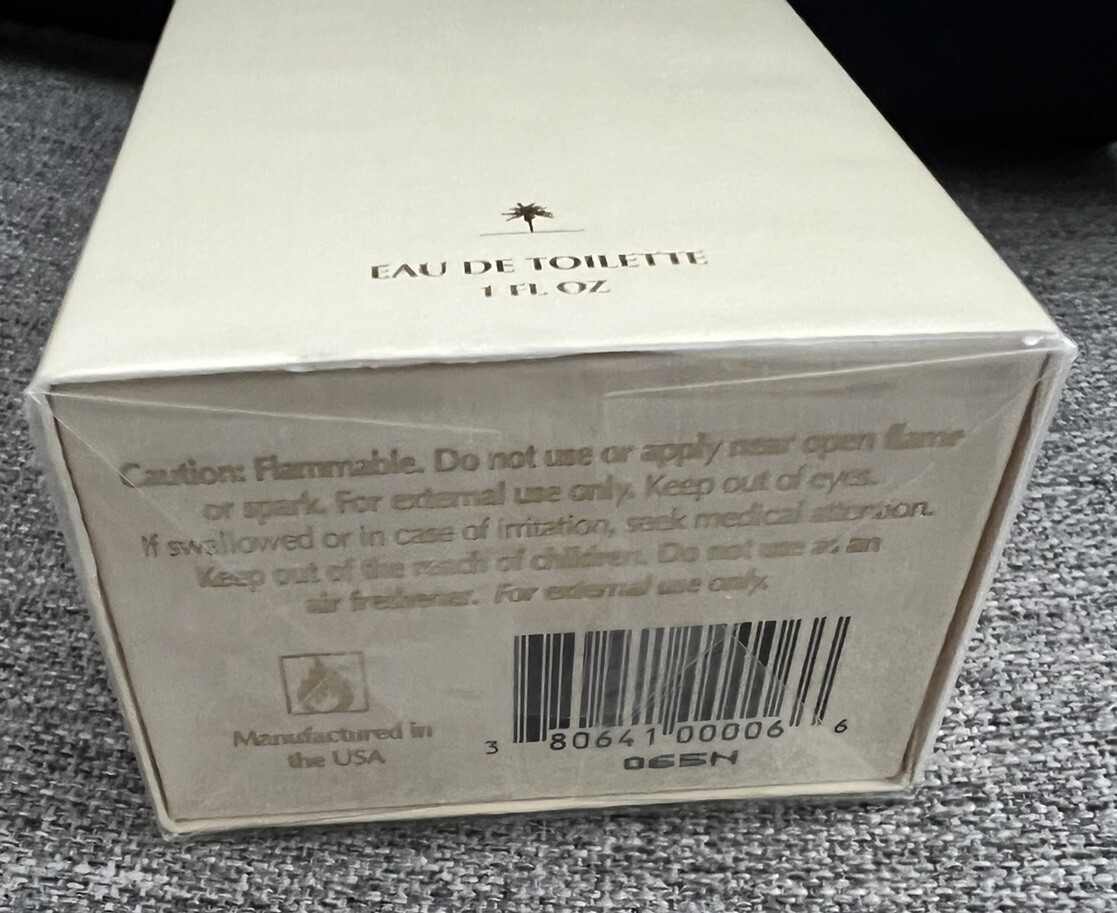 EAU DE TOILETTE
1 FL OZ
Caution: Flammable. Do not use or apply near open flame
or spark. For external use only. Keep out of eyes.
If swallowed or in case of irritation, seek medical attention.
Keep out of the reach of children. Do not use as an
air freshener. For external use only.
Manufactured in
the USA
3 80641 00006 6
065N